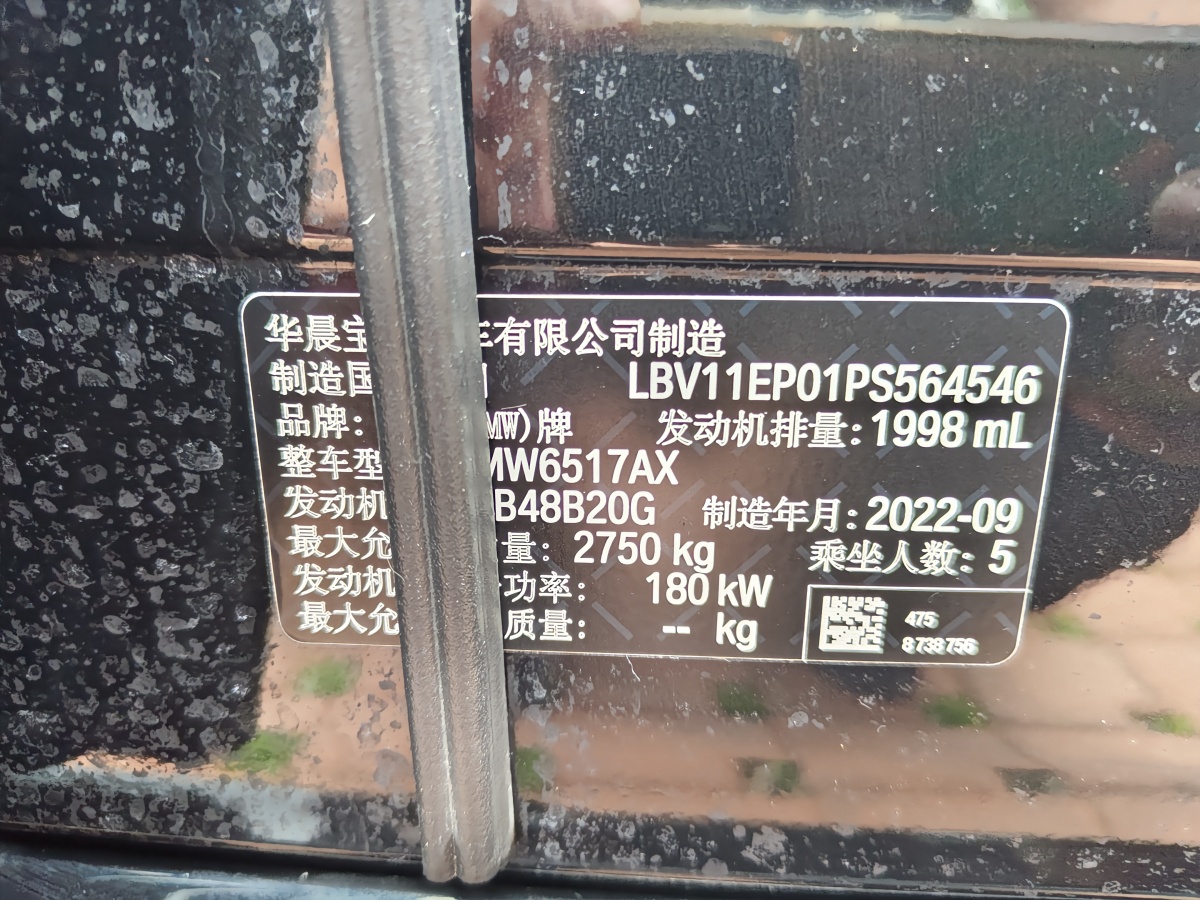 华晨宝 车有限公司制造
制造国 LBV11EP01PS564546
品牌: MW)牌 发动机排量: 1998 mL
整车型 MW6517AX
发动机 B48B20G 制造年月: 2022-09
最大允 量: 2750 kg 乘坐人数: 5
发动机 功率: 180 kW
最大允 质量: -- kg
475
8738756